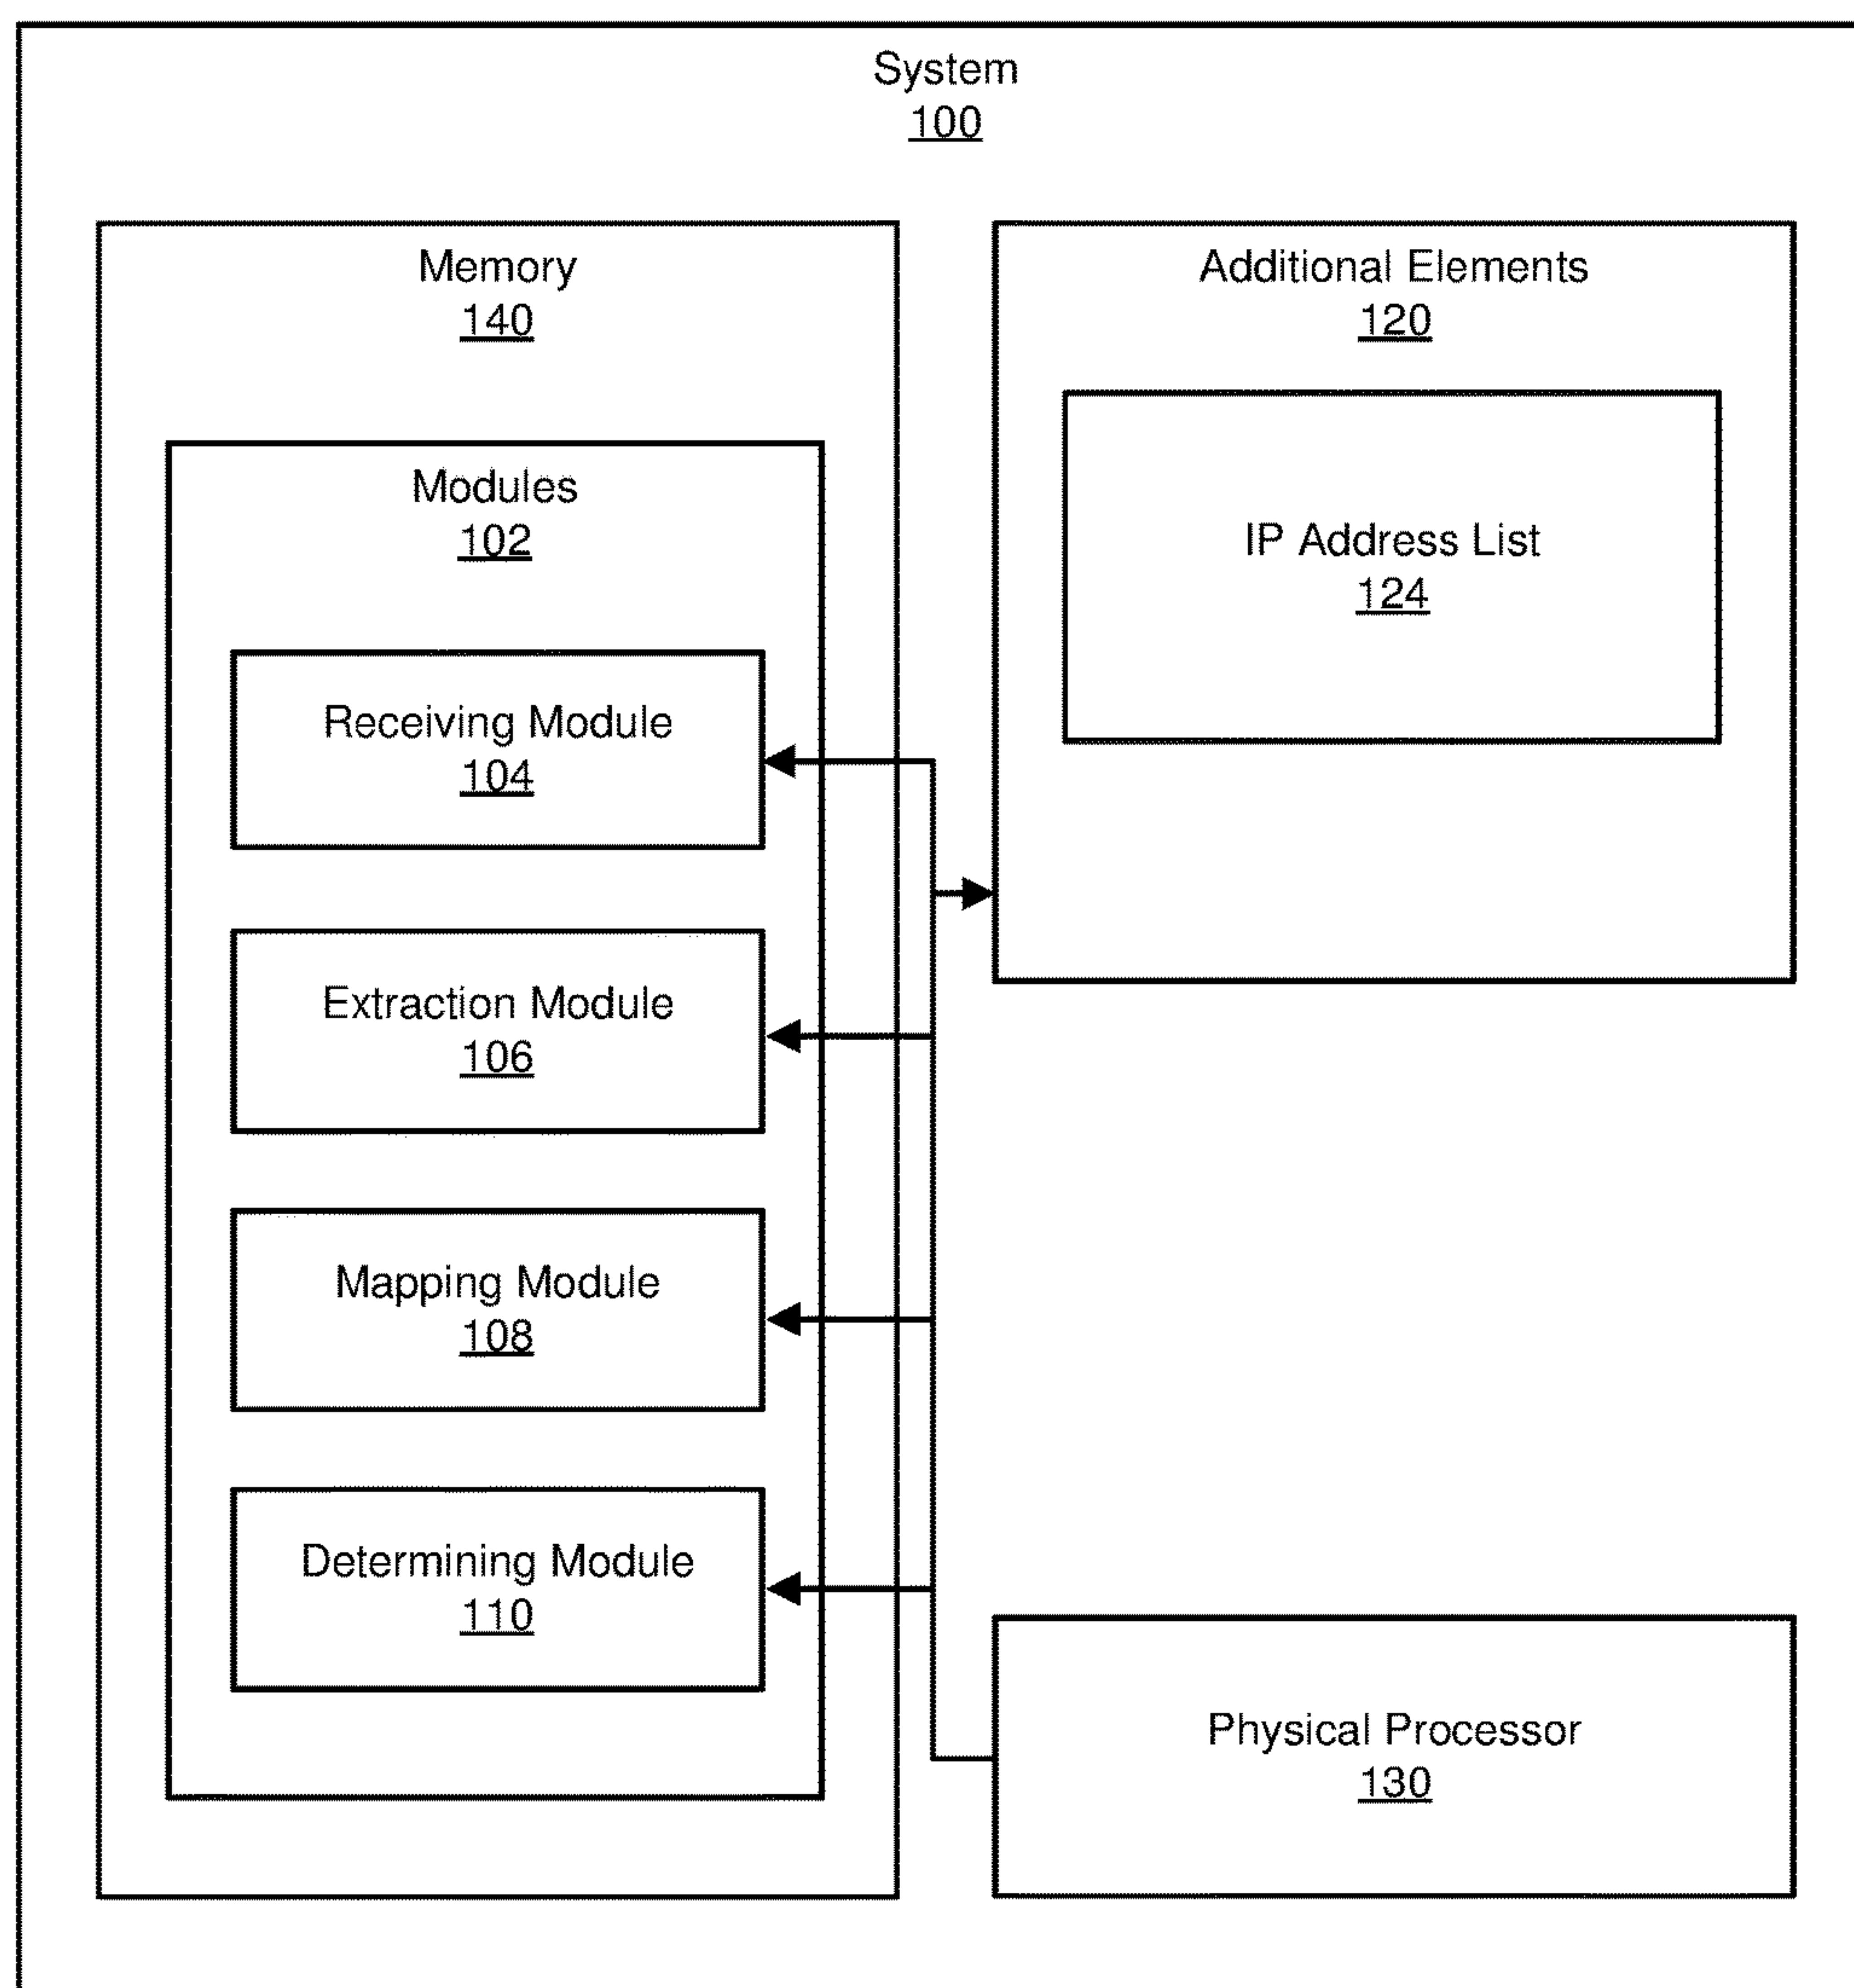 System
100
Memory
140
Modules
102
Receiving Module
104
Extraction Module
106
Mapping Module
108
Determining Module
110
Additional Elements
120
IP Address List
124
Physical Processor
130